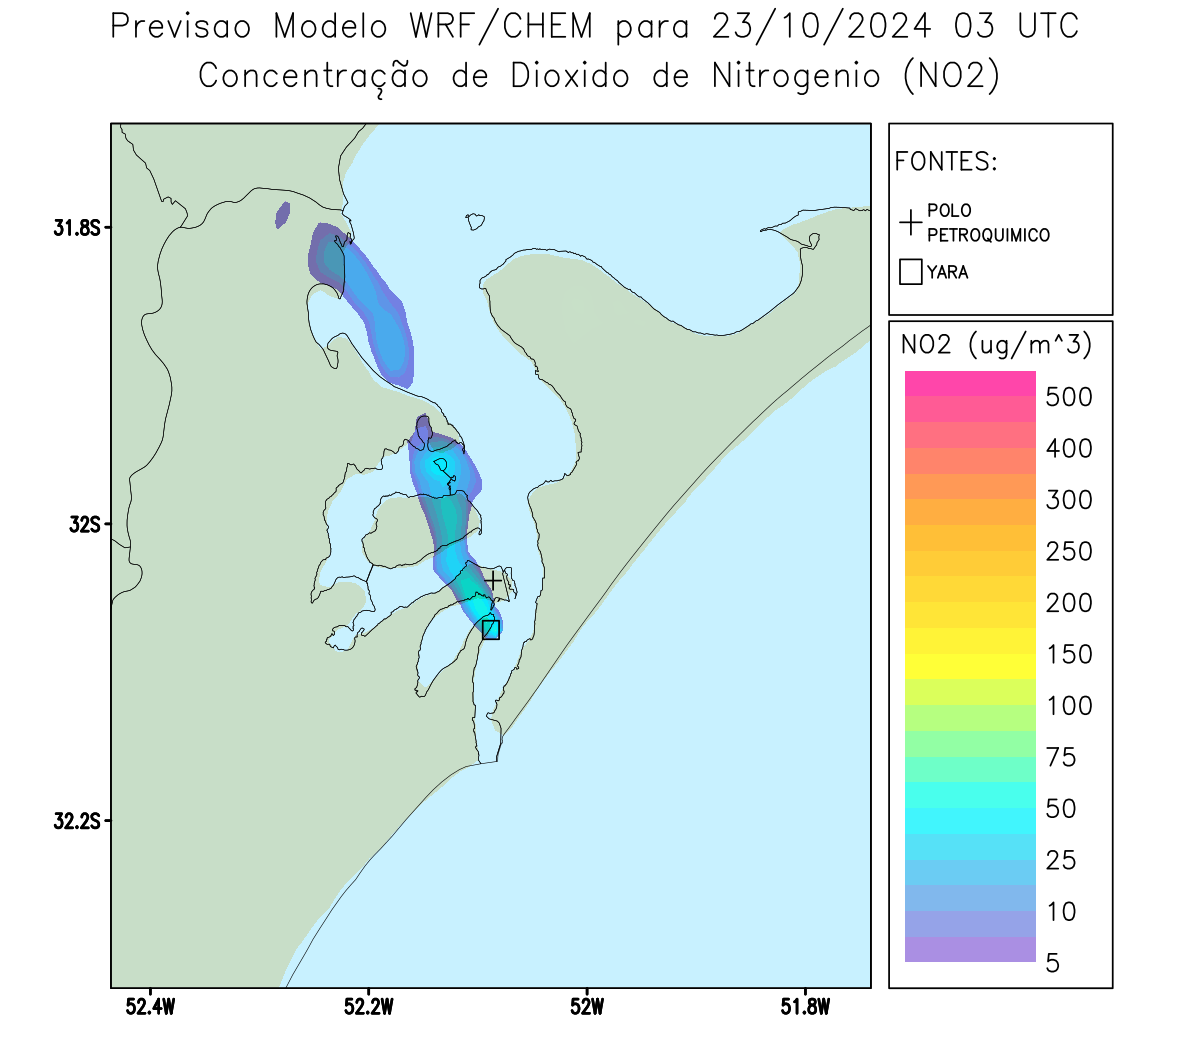 Previsao Modelo WRF/CHEM para 23/10/2024 03 UTC
Concentração de Dioxido de Nitrogenio (NO2)
FONTES:
POLO
PETROQUIMICO
YARA
31.8S
32S
32.2S
52.4W
52.2W
52W
51.8W
NO2 (ug/m^3)
500
400
300
250
200
150
100
75
50
25
10
5